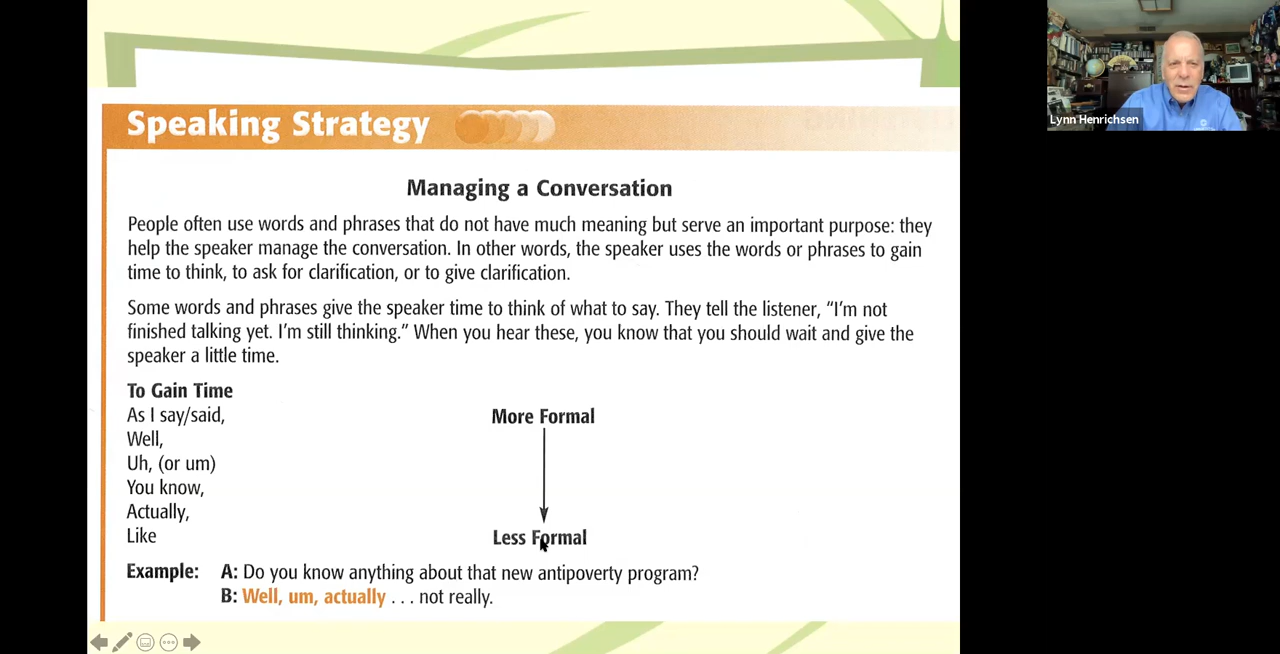 Speaking Strategy
Managing a Conversation
People often use words and phrases that do not have much meaning but serve an important purpose: they
help the speaker manage the conversation. In other words, the speaker uses the words or phrases to gain
time to think, to ask for clarification, or to give clarification.
Some words and phrases give the speaker time to think of what to say. They tell the listener, “I’m not
finished talking yet. I’m still thinking.” When you hear these, you know that you should wait and give the
speaker a little time.
To Gain Time
As I say/said,
Well,
Uh, (or um)
You know,
Actually,
Like
More Formal
Less Formal
Example: A: Do you know anything about that new antipoverty program?
B: Well, um, actually . . . not really.
Lynn Henrichsen